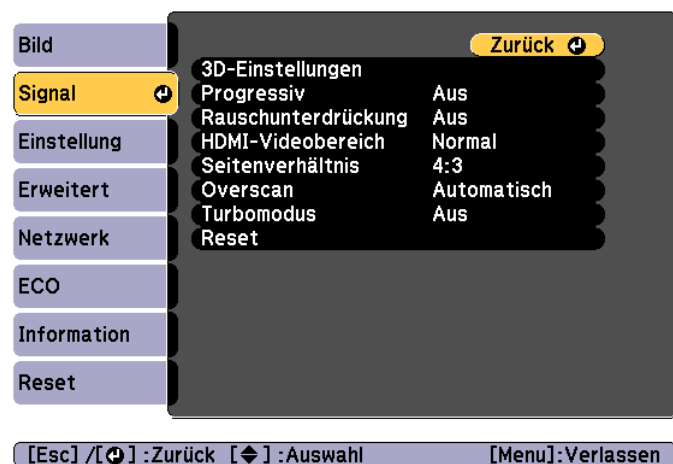 Bild
Signal
Einstellung
Erweitert
Netzwerk
ECO
Information
Reset
Zurück
3D-Einstellungen
Progressiv Aus
Rauschunterdrückung Aus
HDMI-Videobereich Normal
Seitenverhältnis 4:3
Overscan Automatisch
Turbomodus Aus
Reset
[Esc] /[⏎] :Zurück [◆] :Auswahl [Menu]:Verlassen